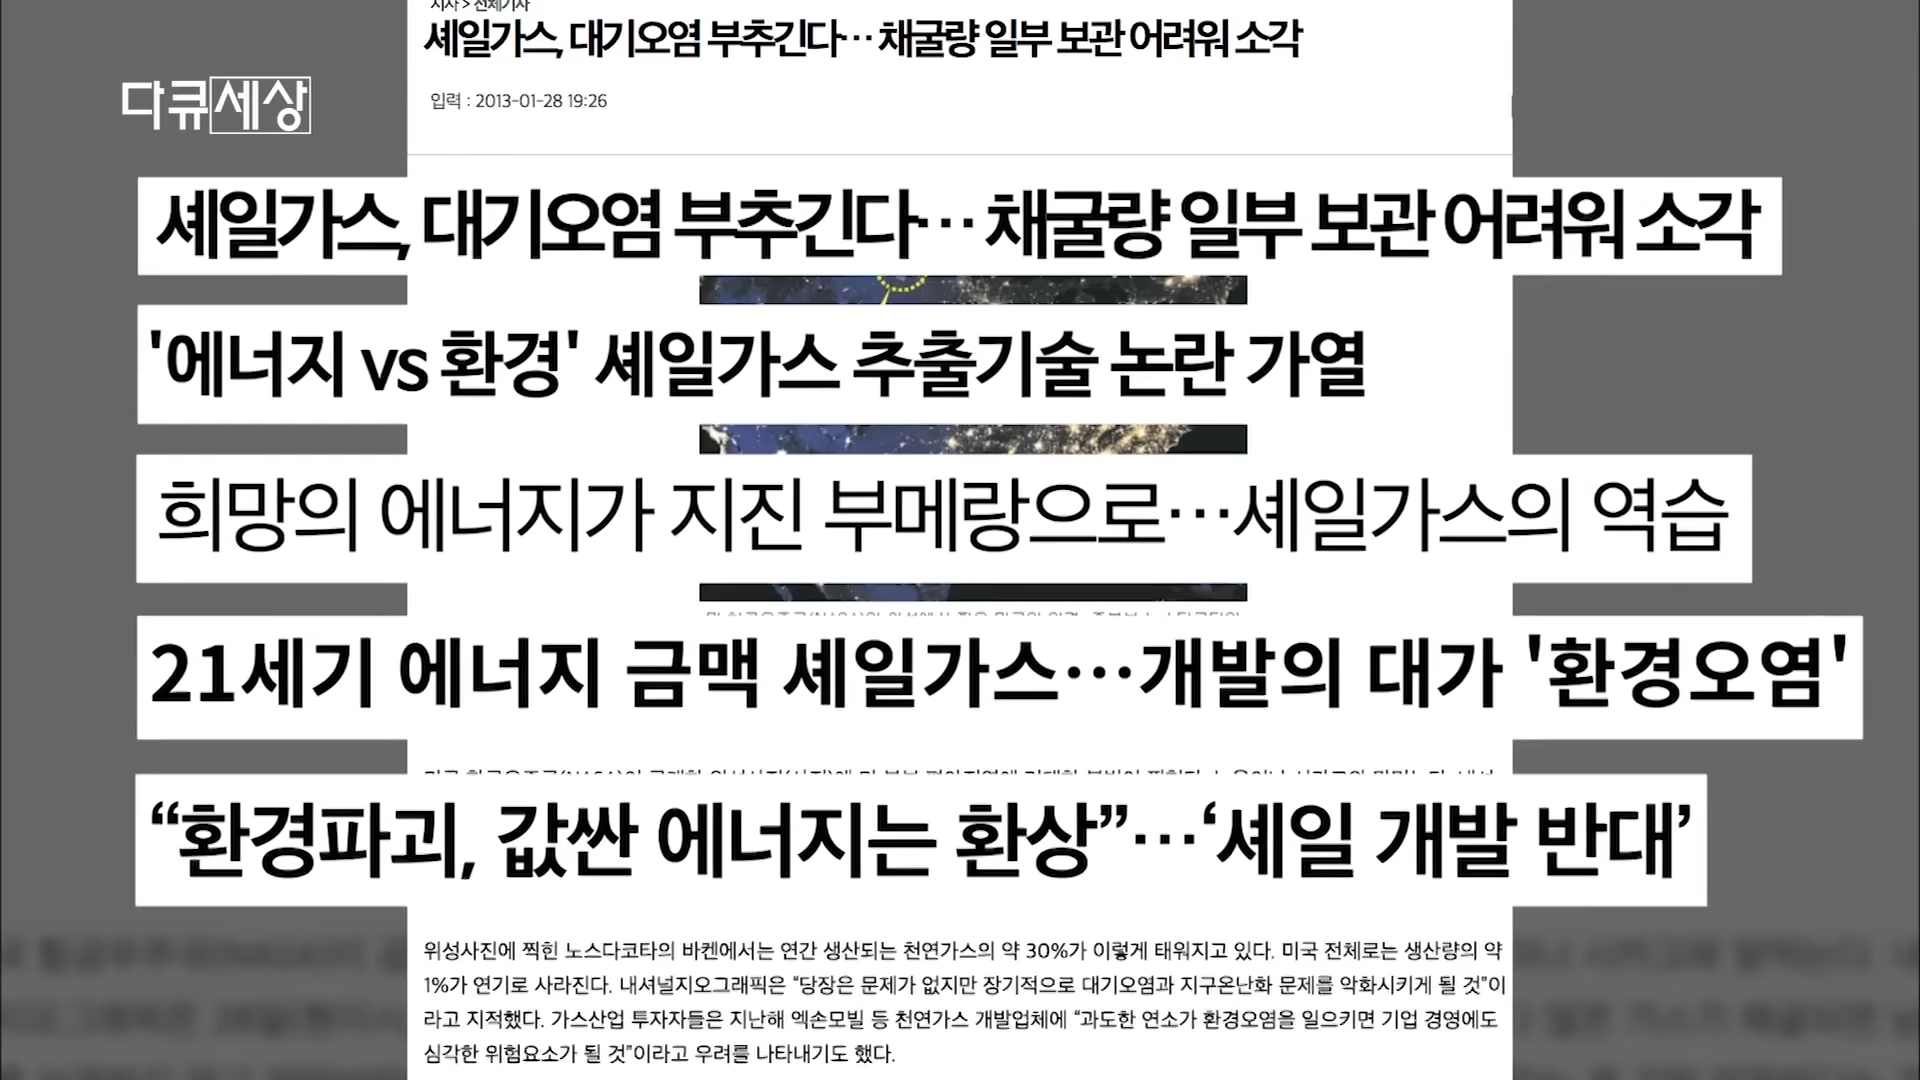 시사 > 전체기사
셰일가스, 대기오염 부추긴다… 채굴량 일부 보관 어려워 소각
입력 : 2013-01-28 19:26
다큐세상
셰일가스, 대기오염 부추긴다… 채굴량 일부 보관 어려워 소각
'에너지 vs 환경' 셰일가스 추출기술 논란 가열
희망의 에너지가 지진 부메랑으로…셰일가스의 역습
21세기 에너지 금맥 셰일가스…개발의 대가 '환경오염'
“환경파괴, 값싼 에너지는 환상”…‘셰일 개발 반대’
위성사진에 찍힌 노스다코타의 바켄에서는 연간 생산되는 천연가스의 약 30%가 이렇게 태워지고 있다. 미국 전체로는 생산량의 약
1%가 연기로 사라진다. 내셔널지오그래픽은 “당장은 문제가 없지만 장기적으로 대기오염과 지구온난화 문제를 악화시키게 될 것”이
라고 지적했다. 가스산업 투자자들은 지난해 엑손모빌 등 천연가스 개발업체에 “과도한 연소가 환경오염을 일으키면 기업 경영에도
심각한 위험요소가 될 것”이라고 우려를 나타내기도 했다.